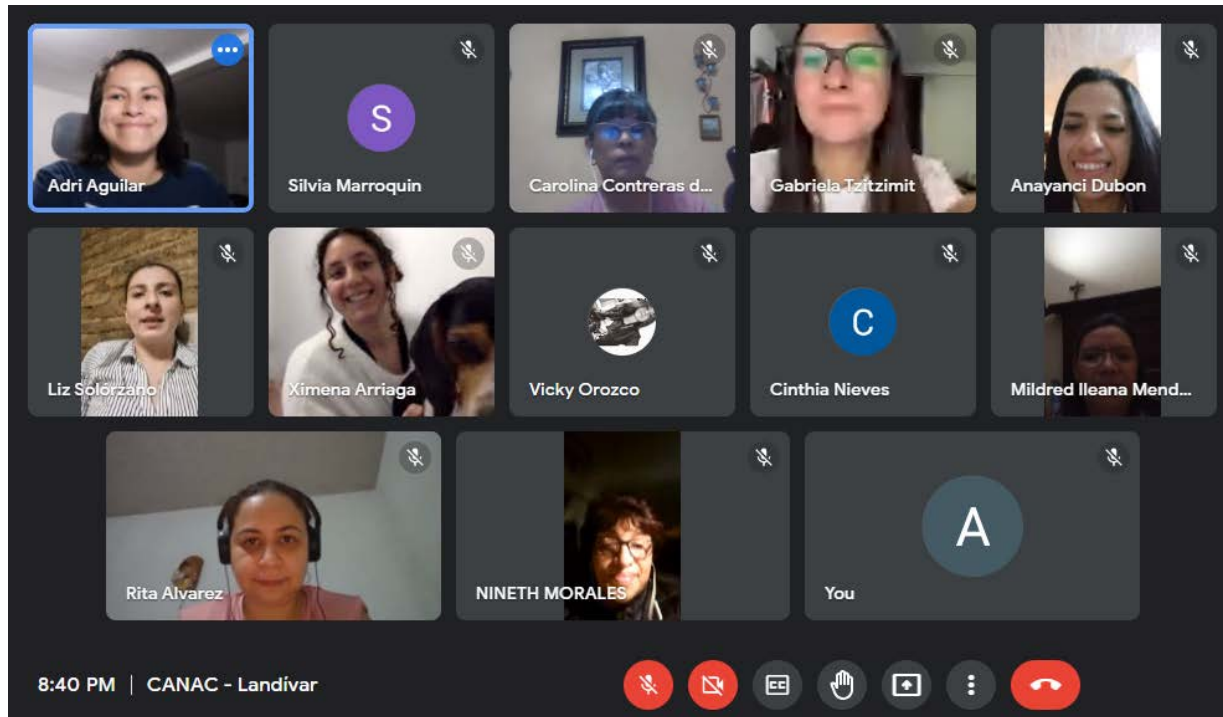 Adri Aguilar
S
Silvia Marroquin
Carolina Contreras d...
Gabriela Tzitzimit
Anayanci Dubon
Liz Solórzano
Ximena Arriaga
Vicky Orozco
C
Cinthia Nieves
Mildred Ileana Mend...
Rita Alvarez
NINETH MORALES
A
You
8:40 PM | CANAC - Landívar
CC